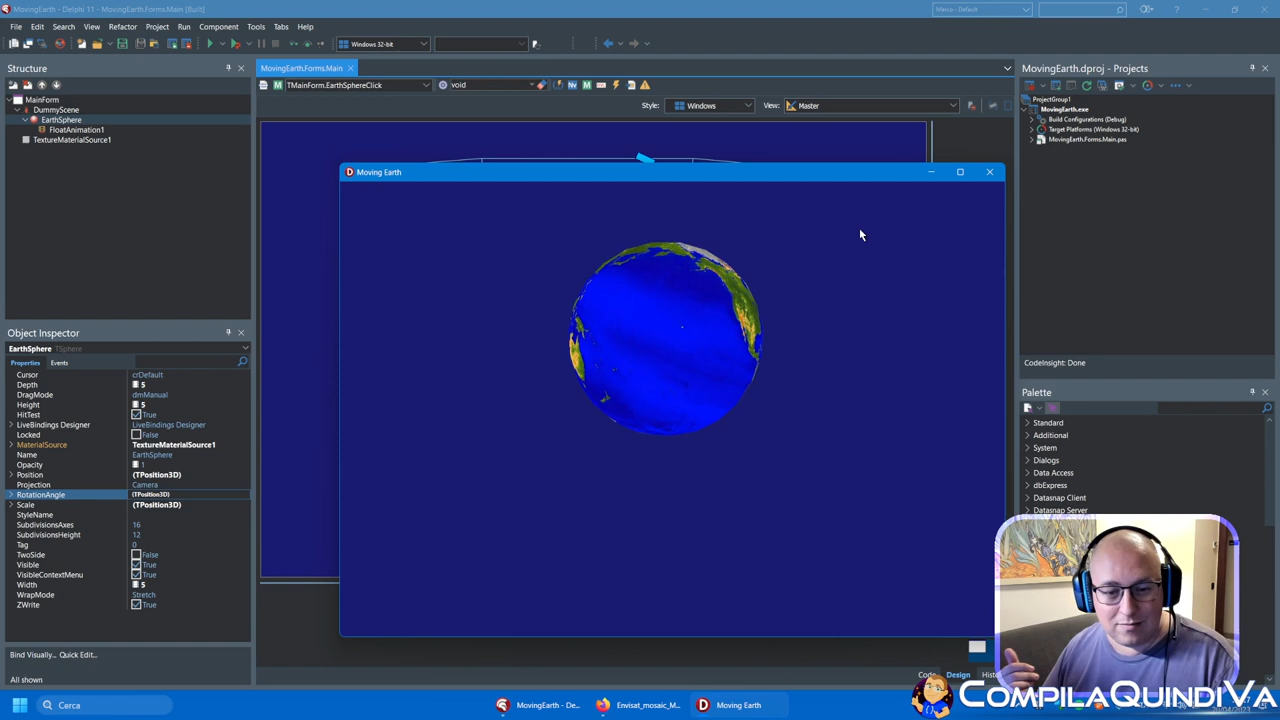 MovingEarth - Delphi 11 - MovingEarth.Forms.Main [Built]
Marco - Default
File Edit Search View Refactor Project Run Component Tools Tabs Help
Windows 32-bit
Structure
MainForm
DummyScene
EarthSphere
FloatAnimation1
TextureMaterialSource1
MovingEarth.Forms.Main
TMainForm.EarthSphereClick
void
Style: Windows View: Master
Moving Earth
MovingEarth.dproj - Projects
ProjectGroup1
MovingEarth.exe
Build Configurations (Debug)
Target Platforms (Windows 32-bit)
MovingEarth.Forms.Main.pas
CodeInsight: Done
Object Inspector
EarthSphere TSphere
Properties Events
Cursor crDefault
Depth 5
DragMode dmManual
Height 5
HitTest True
LiveBindings Designer LiveBindings Designer
Locked False
MaterialSource TextureMaterialSource1
Name EarthSphere
Opacity 1
Position (TPosition3D)
Projection Camera
RotationAngle (TPosition3D)
Scale (TPosition3D)
StyleName
SubdivisionsAxes 16
SubdivisionsHeight 12
Tag 0
TwoSide False
Visible True
VisibleContextMenu True
Width 5
WrapMode Stretch
ZWrite True
Bind Visually... Quick Edit...
All shown
Palette
Standard
Additional
System
Dialogs
Data Access
dbExpress
Datasnap Client
Datasnap Server
Code Design
Cerca
MovingEarth - De...
Envisat_mosaic_M...
Moving Earth
COMPILAQUINDIVA